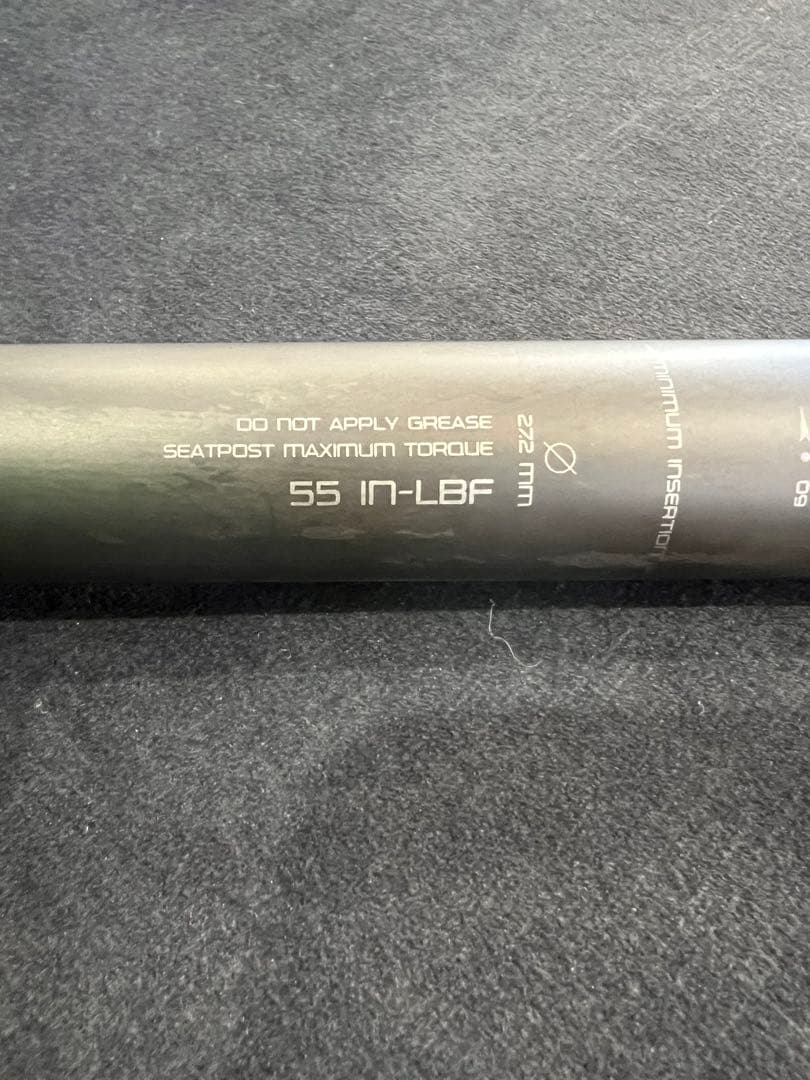 DO NOT APPLY GREASE
SEATPOST MAXIMUM TORQUE
55 IN-LBF
Ø
27.2 mm
MINIMUM INSERTION